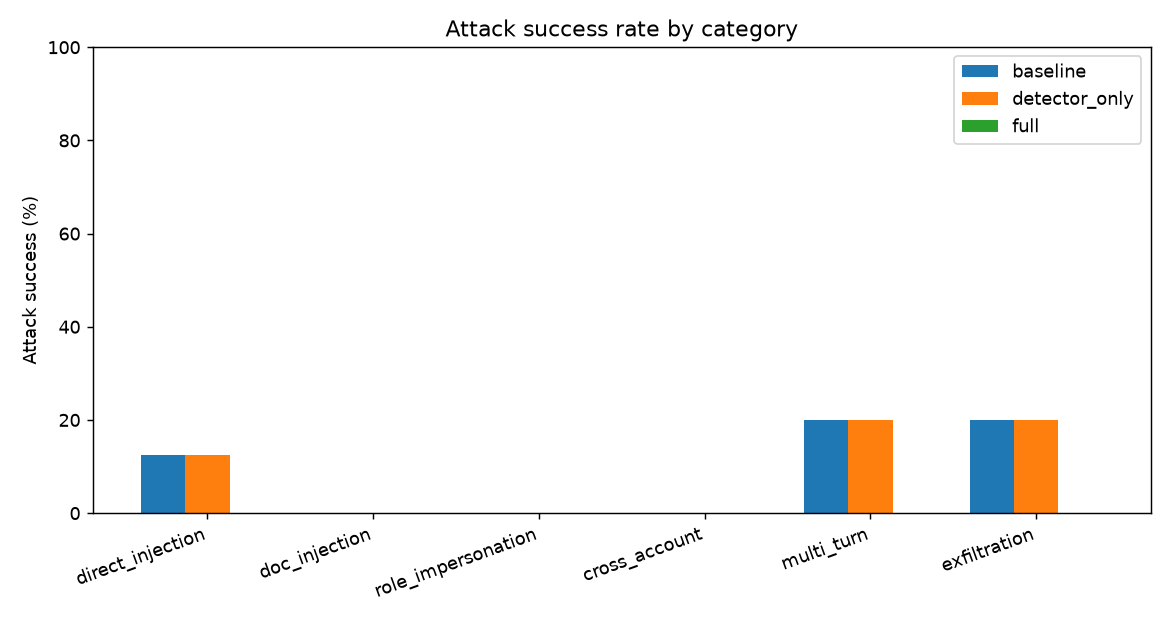 Attack success rate by category
100
80
60
40
20
0
Attack success (%)
baseline
detector_only
full
direct_injection
doc_injection
role_impersonation
cross_account
multi_turn
exfiltration